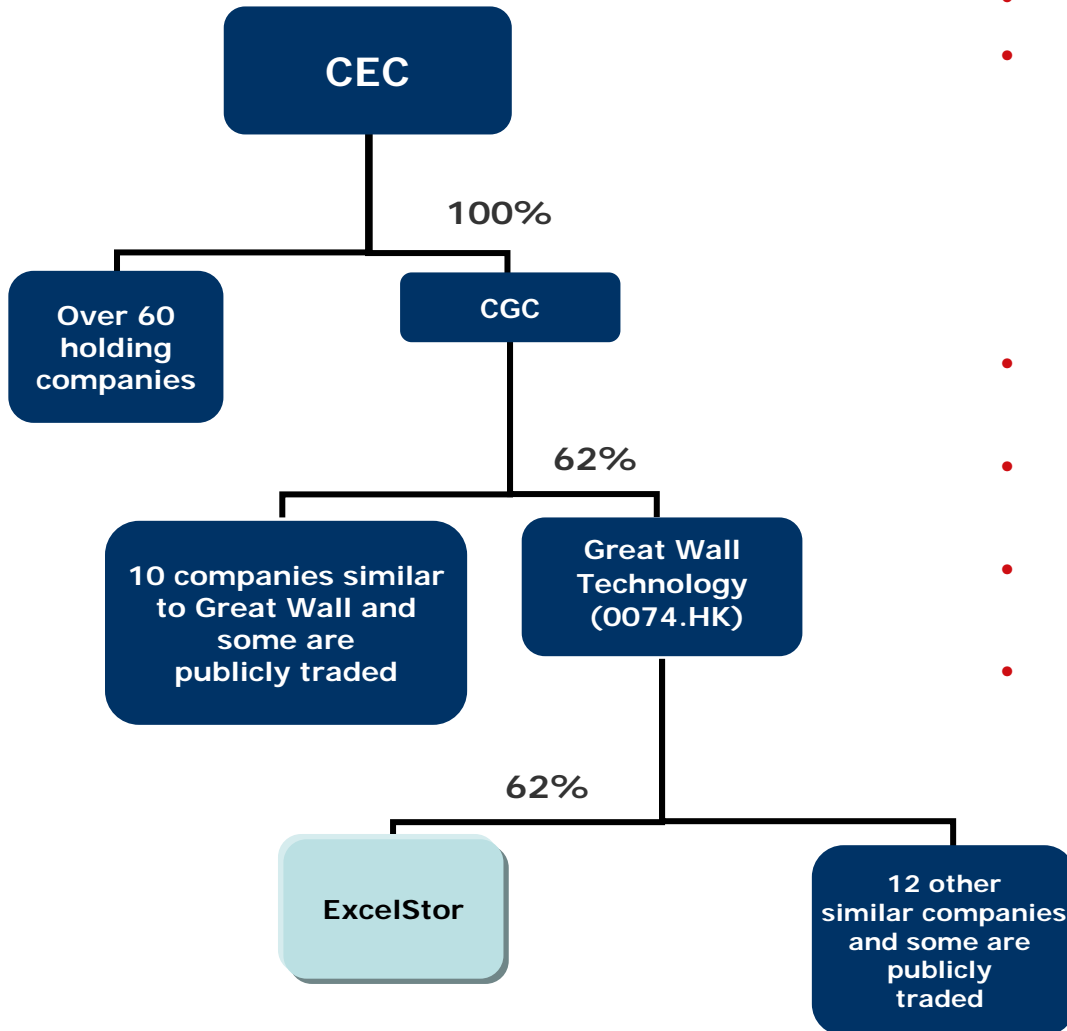 CEC
100%
Over 60
holding
companies
CGC
62%
10 companies similar
to Great Wall and
some are
publicly traded
Great Wall
Technology
(0074.HK)
62%
ExcelStor
12 other
similar companies
and some are
publicly
traded